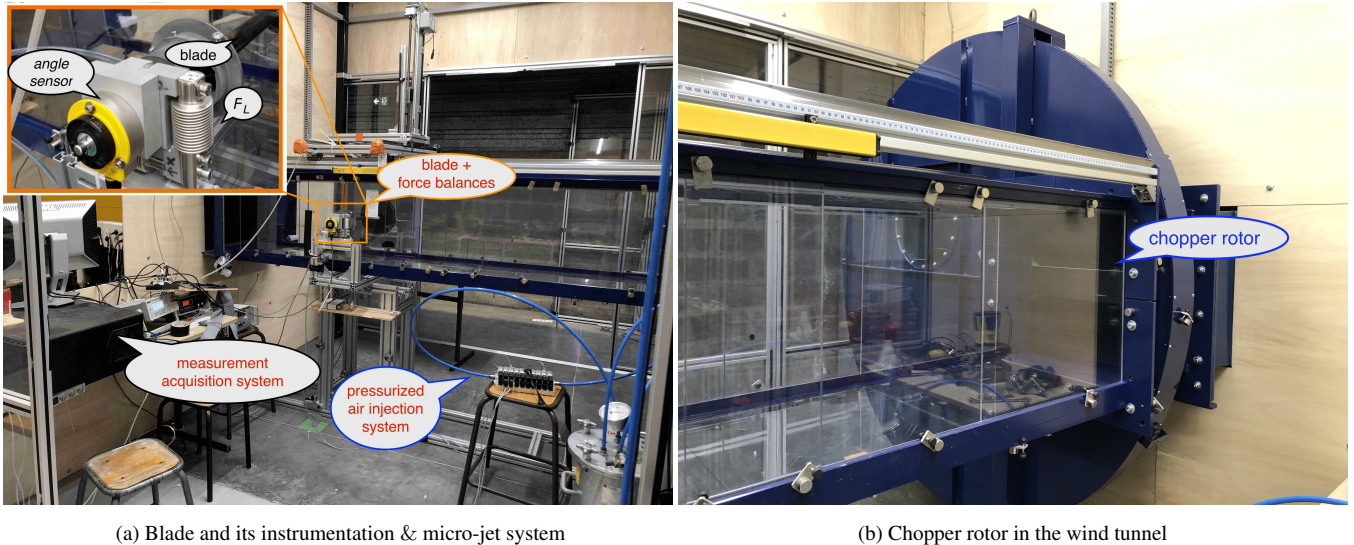 blade
angle
sensor
F_L
blade +
force balances
chopper rotor
measurement
acquisition system
pressurized
air injection
system
(a) Blade and its instrumentation & micro-jet system
(b) Chopper rotor in the wind tunnel